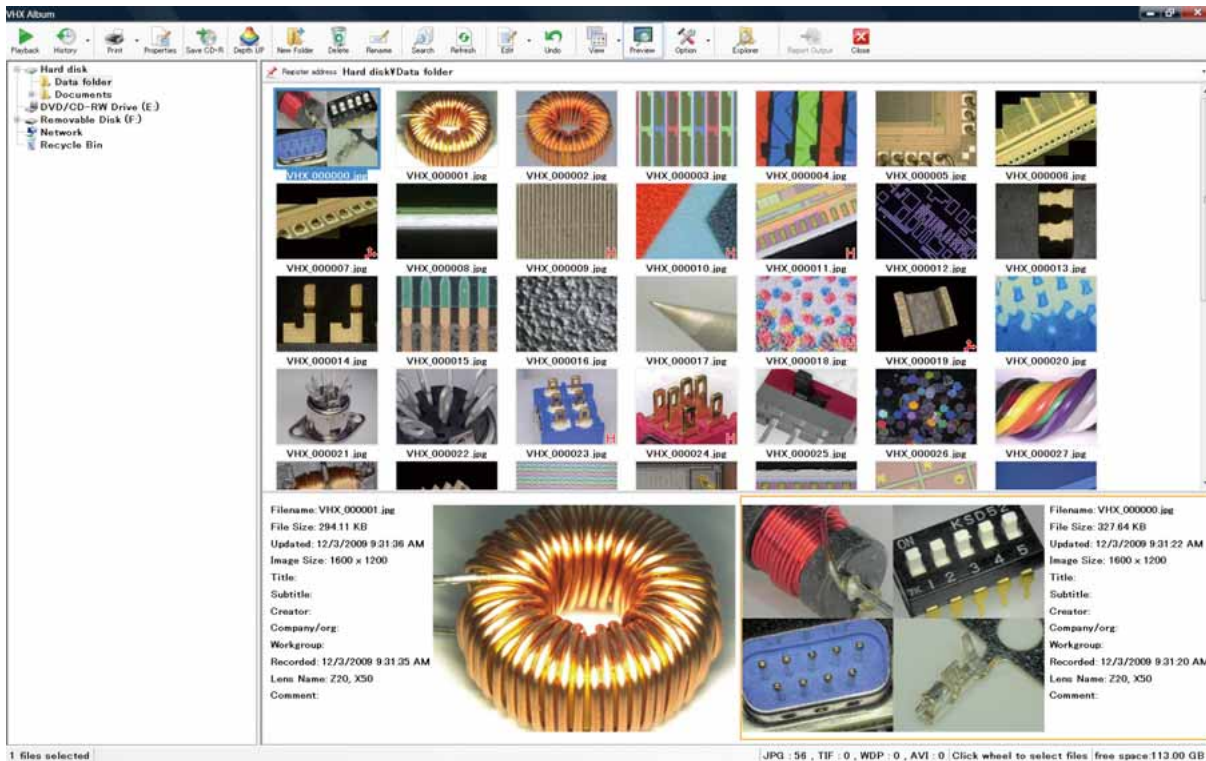 VHX Album
Playback History Print Properties Save CD-R Depth UP New Folder Delete Rename Search Refresh Edit Undo View Preview Option Explorer Report Output Close
Hard disk
Data folder
Documents
DVD/CD-RW Drive (E:)
Removable Disk (F:)
Network
Recycle Bin
Register address Hard disk¥Data folder
VHX_000000.jpg VHX_000001.jpg VHX_000002.jpg VHX_000003.jpg VHX_000004.jpg VHX_000005.jpg VHX_000006.jpg
VHX_000007.jpg VHX_000008.jpg VHX_000009.jpg VHX_000010.jpg VHX_000011.jpg VHX_000012.jpg VHX_000013.jpg
VHX_000014.jpg VHX_000015.jpg VHX_000016.jpg VHX_000017.jpg VHX_000018.jpg VHX_000019.jpg VHX_000020.jpg
VHX_000021.jpg VHX_000022.jpg VHX_000023.jpg VHX_000024.jpg VHX_000025.jpg VHX_000026.jpg VHX_000027.jpg
Filename: VHX_000001.jpg
File Size: 294.11 KB
Updated: 12/3/2009 9:31:36 AM
Image Size: 1600 x 1200
Title:
Subtitle:
Creator:
Company/org:
Workgroup:
Recorded: 12/3/2009 9:31:35 AM
Lens Name: Z20, X50
Comment:
KSD52
ON
1 2 3 4 5
Filename: VHX_000000.jpg
File Size: 327.64 KB
Updated: 12/3/2009 9:31:22 AM
Image Size: 1600 x 1200
Title:
Subtitle:
Creator:
Company/org:
Workgroup:
Recorded: 12/3/2009 9:31:20 AM
Lens Name: Z20, X50
Comment:
1 files selected
JPG : 56 , TIF : 0 , WDP : 0 , AVI : 0 Click wheel to select files free space:113.00 GB